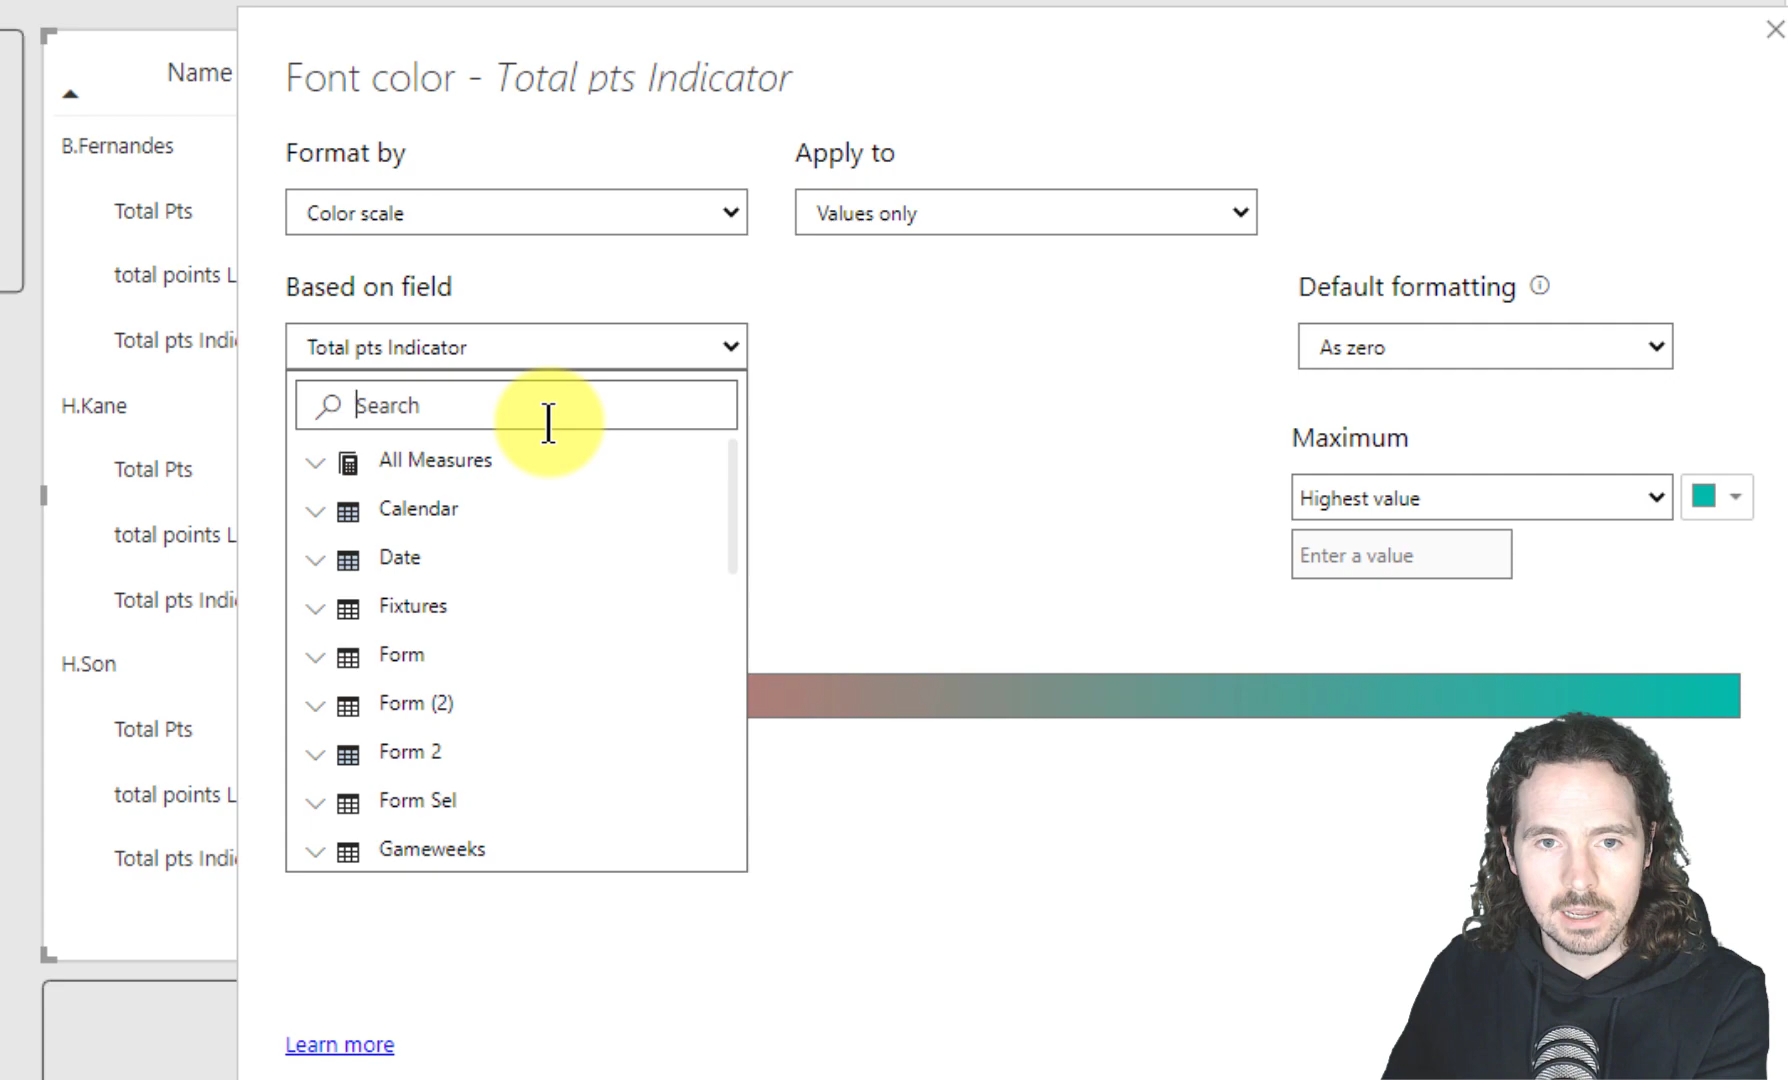 Name
B.Fernandes
Total Pts
total points L
Total pts Indi
H.Kane
Total Pts
total points L
Total pts Indi
H.Son
Total Pts
total points L
Total pts Indi
Font color - Total pts Indicator
Format by
Apply to
Color scale
Values only
Based on field
Default formatting
Total pts Indicator
As zero
Search
All Measures
Calendar
Date
Fixtures
Form
Form (2)
Form 2
Form Sel
Gameweeks
Maximum
Highest value
Enter a value
Learn more